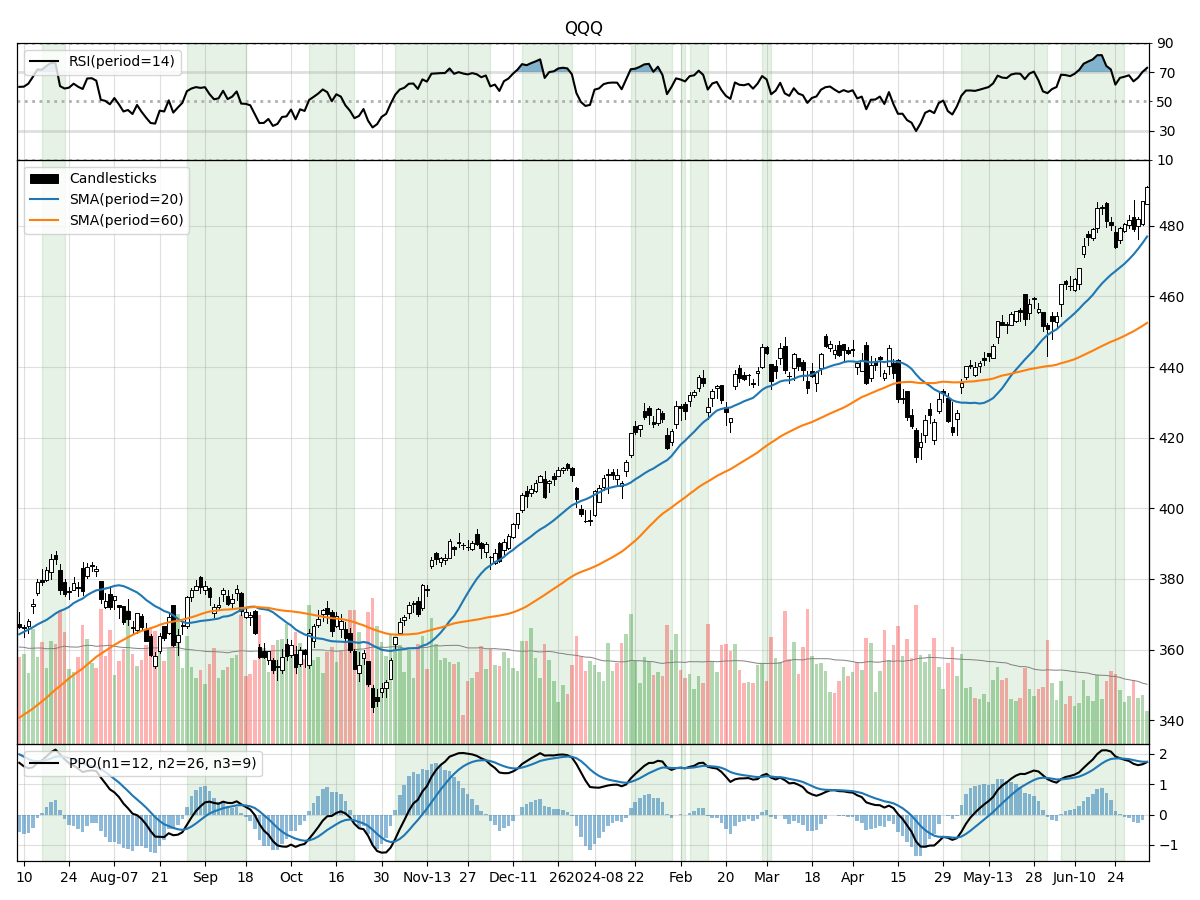 QQQ
RSI(period=14)
90
70
50
30
10
Candlesticks
SMA(period=20)
SMA(period=60)
480
460
440
420
400
380
360
340
PPO(n1=12, n2=26, n3=9)
2
1
0
−1
10 24 Aug-07 21 Sep 18 Oct 16 30 Nov-13 27 Dec-11 26 2024-08 22 Feb 20 Mar 18 Apr 15 29 May-13 28 Jun-10 24